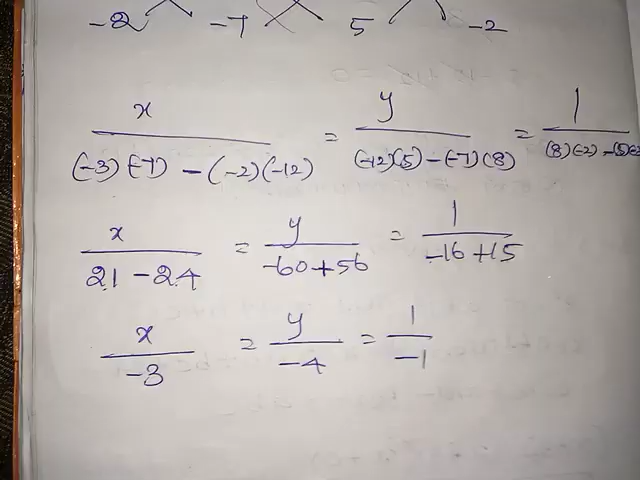 -2 -7 5 -2
x/((-3)(-7) - (-2)(-12)) = y/((-12)(5) - (-7)(8)) = 1/((8)(-2) - (5)(
x/(21 - 24) = y/(-60 + 56) = 1/(-16 + 15)
x/(-3) = y/(-4) = 1/(-1)